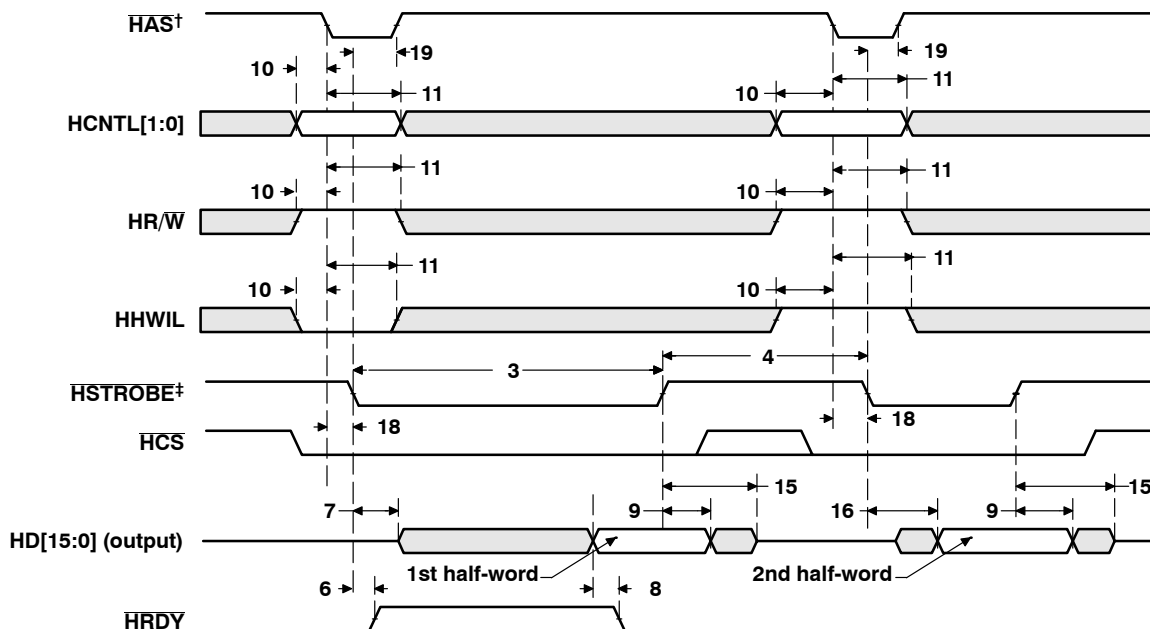 HAS†
19
19
10
11
10
11
HCNTL[1:0]
11
11
10
10
HR/W
11
11
10
10
HHWIL
3
4
HSTROBE‡
18
18
HCS
15
15
7
9
16
9
HD[15:0] (output)
1st half-word
2nd half-word
6
8
HRDY